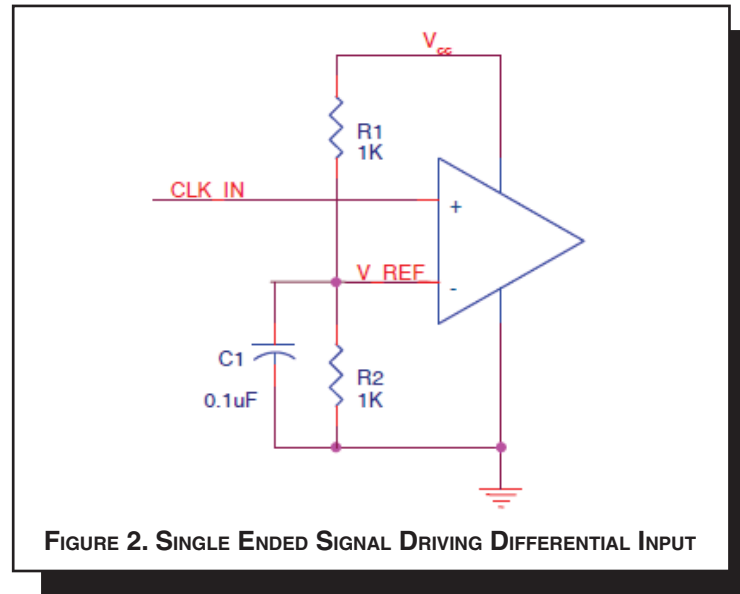 Vcc
R1
1K
CLK_IN
+
V_REF
-
C1
0.1uF
R2
1K
FIGURE 2. SINGLE ENDED SIGNAL DRIVING DIFFERENTIAL INPUT